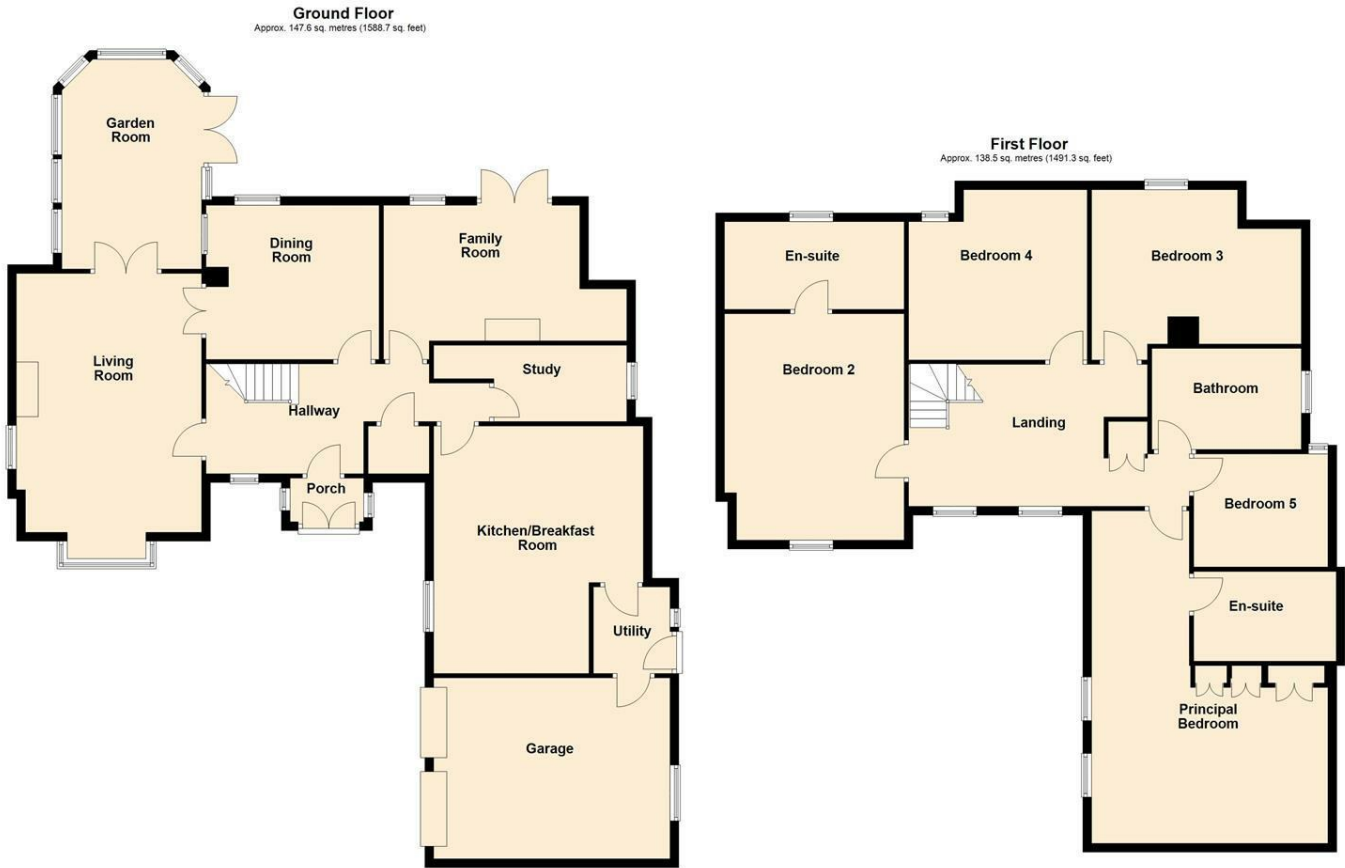 Ground Floor
Approx. 147.6 sq. metres (1588.7 sq. feet)
Garden
Room
Dining
Room
Family
Room
Living
Room
Study
Hallway
Porch
Kitchen/Breakfast
Room
Utility
Garage
First Floor
Approx. 138.5 sq. metres (1491.3 sq. feet)
En-suite
Bedroom 4
Bedroom 3
Bedroom 2
Bathroom
Landing
Bedroom 5
En-suite
Principal
Bedroom